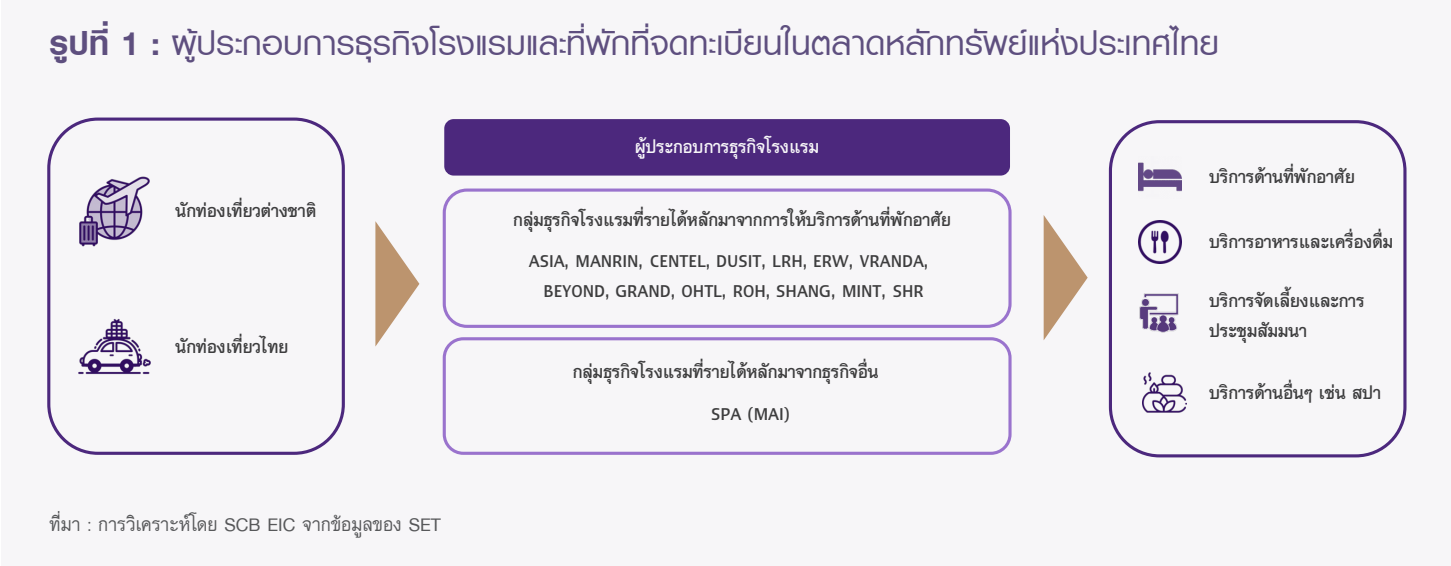 รูปที่ 1 : ผู้ประกอบการธุรกิจโรงแรมและที่พักที่จดทะเบียนในตลาดหลักทรัพย์แห่งประเทศไทย
นักท่องเที่ยวต่างชาติ
นักท่องเที่ยวไทย
ผู้ประกอบการธุรกิจโรงแรม
กลุ่มธุรกิจโรงแรมที่รายได้หลักมาจากการให้บริการด้านที่พักอาศัย
ASIA, MANRIN, CENTEL, DUSIT, LRH, ERW, VRANDA,
BEYOND, GRAND, OHTL, ROH, SHANG, MINT, SHR
กลุ่มธุรกิจโรงแรมที่รายได้หลักมาจากธุรกิจอื่น
SPA (MAI)
บริการด้านที่พักอาศัย
บริการอาหารและเครื่องดื่ม
บริการจัดเลี้ยงและการ
ประชุมสัมมนา
บริการด้านอื่นๆ เช่น สปา
ที่มา : การวิเคราะห์โดย SCB EIC จากข้อมูลของ SET